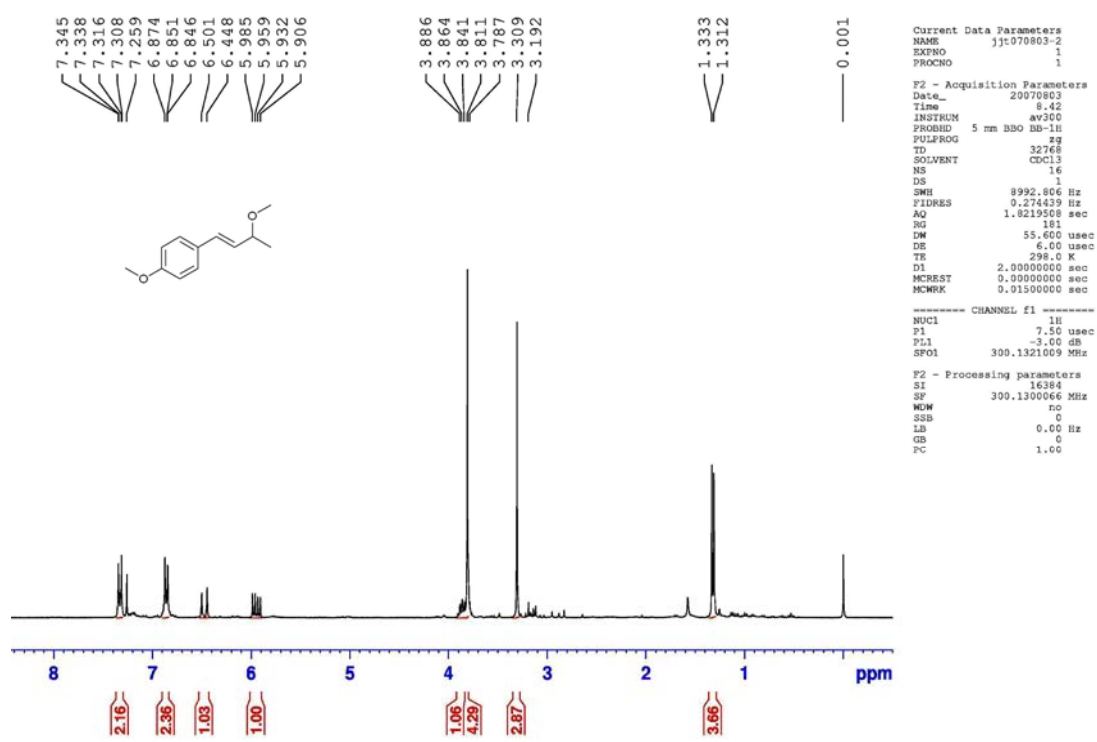 7.345
7.338
7.316
7.308
7.259
6.874
6.851
6.846
6.501
6.448
5.985
5.959
5.932
5.906
3.886
3.864
3.841
3.811
3.787
3.309
3.192
1.333
1.312
0.001
O
O
8 7 6 5 4 3 2 1 ppm
2.16
2.36
1.03
1.00
1.06
4.29
2.87
3.66
Current Data Parameters
NAME jjt070803-2
EXPNO 1
PROCNO 1
F2 - Acquisition Parameters
Date_ 20070803
Time 8.42
INSTRUM av300
PROBHD 5 mm BBO BB-1H
PULPROG zg
TD 32768
SOLVENT CDCl3
NS 16
DS 1
SWH 8992.806 Hz
FIDRES 0.274439 Hz
AQ 1.8219508 sec
RG 181
DW 55.600 usec
DE 6.00 usec
TE 298.0 K
D1 2.00000000 sec
MCREST 0.00000000 sec
MCWRK 0.01500000 sec
======== CHANNEL f1 ========
NUC1 1H
P1 7.50 usec
PL1 -3.00 dB
SFO1 300.1321009 MHz
F2 - Processing parameters
SI 16384
SF 300.1300066 MHz
WDW no
SSB 0
LB 0.00 Hz
GB 0
PC 1.00